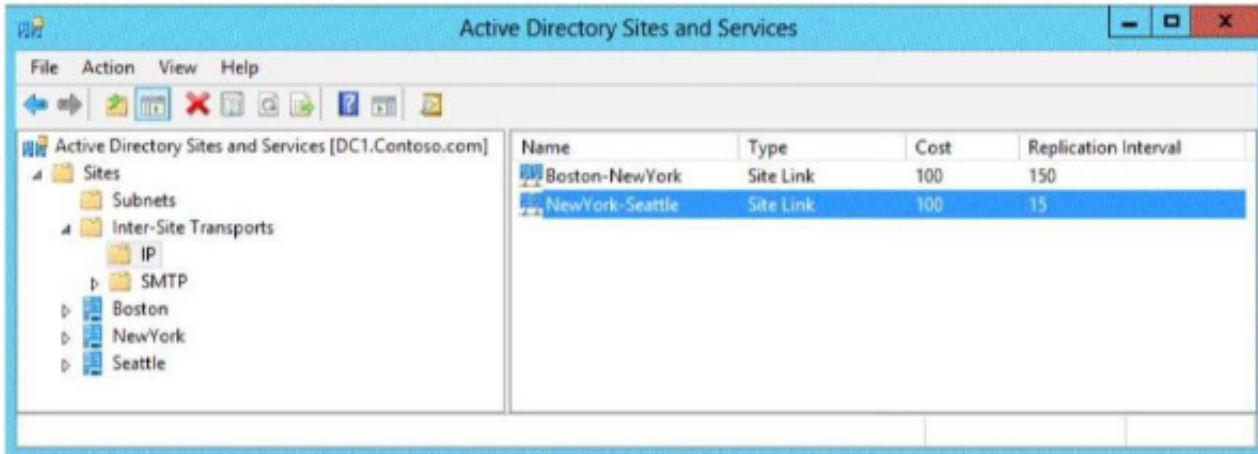 Active Directory Sites and Services
File Action View Help
Active Directory Sites and Services [DC1.Contoso.com]
Sites
Subnets
Inter-Site Transports
IP
SMTP
Boston
NewYork
Seattle
Name Type Cost Replication Interval
Boston-NewYork Site Link 100 150
NewYork-Seattle Site Link 100 15